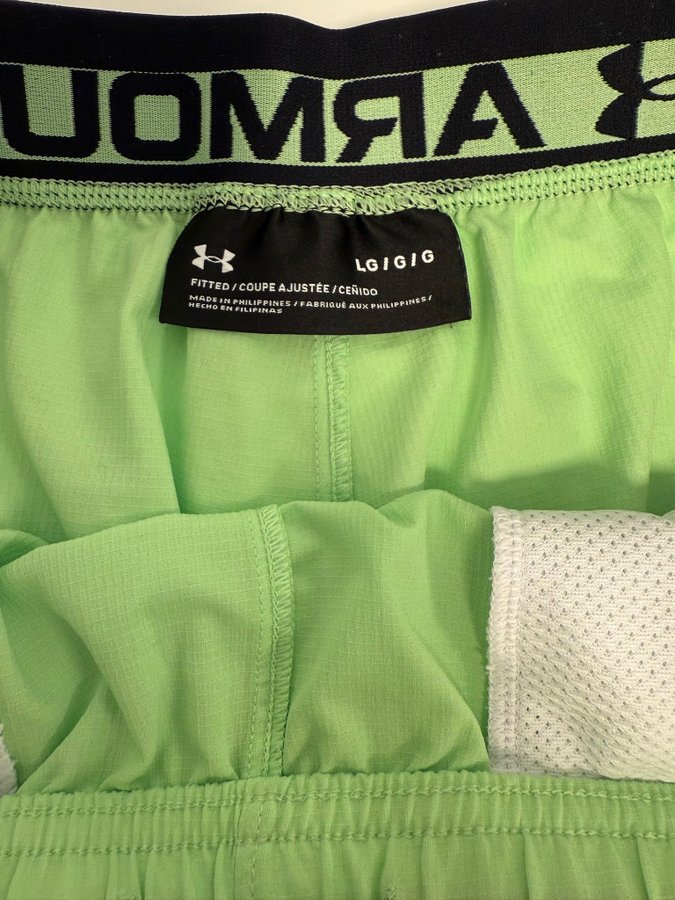 ARMOU
LG / G / G
FITTED / COUPE AJUSTÉE / CEÑIDO
MADE IN PHILIPPINES / FABRIQUÉ AUX PHILIPPINES /
HECHO EN FILIPINAS